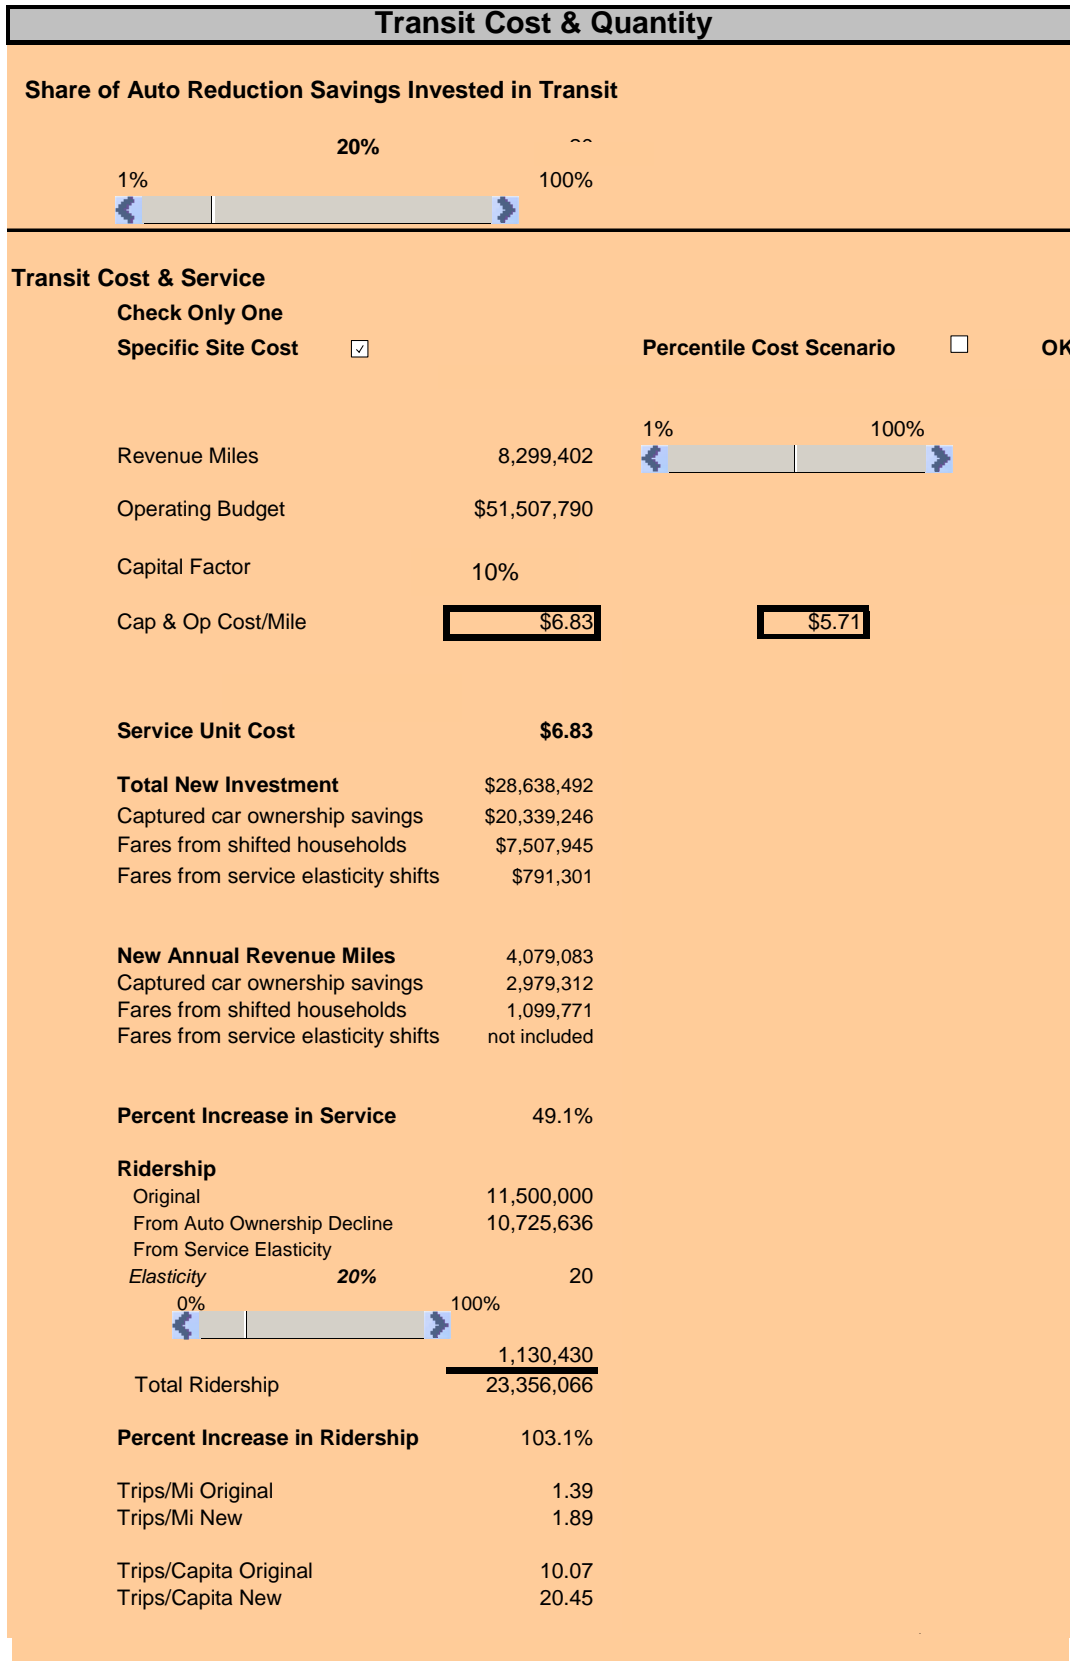 Transit Cost & Quantity
Share of Auto Reduction Savings Invested in Transit
20%
1% 100%
Transit Cost & Service
Check Only One
Specific Site Cost Percentile Cost Scenario OK
1% 100%
Revenue Miles 8,299,402
Operating Budget $51,507,790
Capital Factor 10%
Cap & Op Cost/Mile $6.83 $5.71
Service Unit Cost $6.83
Total New Investment $28,638,492
Captured car ownership savings $20,339,246
Fares from shifted households $7,507,945
Fares from service elasticity shifts $791,301
New Annual Revenue Miles 4,079,083
Captured car ownership savings 2,979,312
Fares from shifted households 1,099,771
Fares from service elasticity shifts not included
Percent Increase in Service 49.1%
Ridership
Original 11,500,000
From Auto Ownership Decline 10,725,636
From Service Elasticity
Elasticity 20% 20
0% 100%
1,130,430
Total Ridership 23,356,066
Percent Increase in Ridership 103.1%
Trips/Mi Original 1.39
Trips/Mi New 1.89
Trips/Capita Original 10.07
Trips/Capita New 20.45